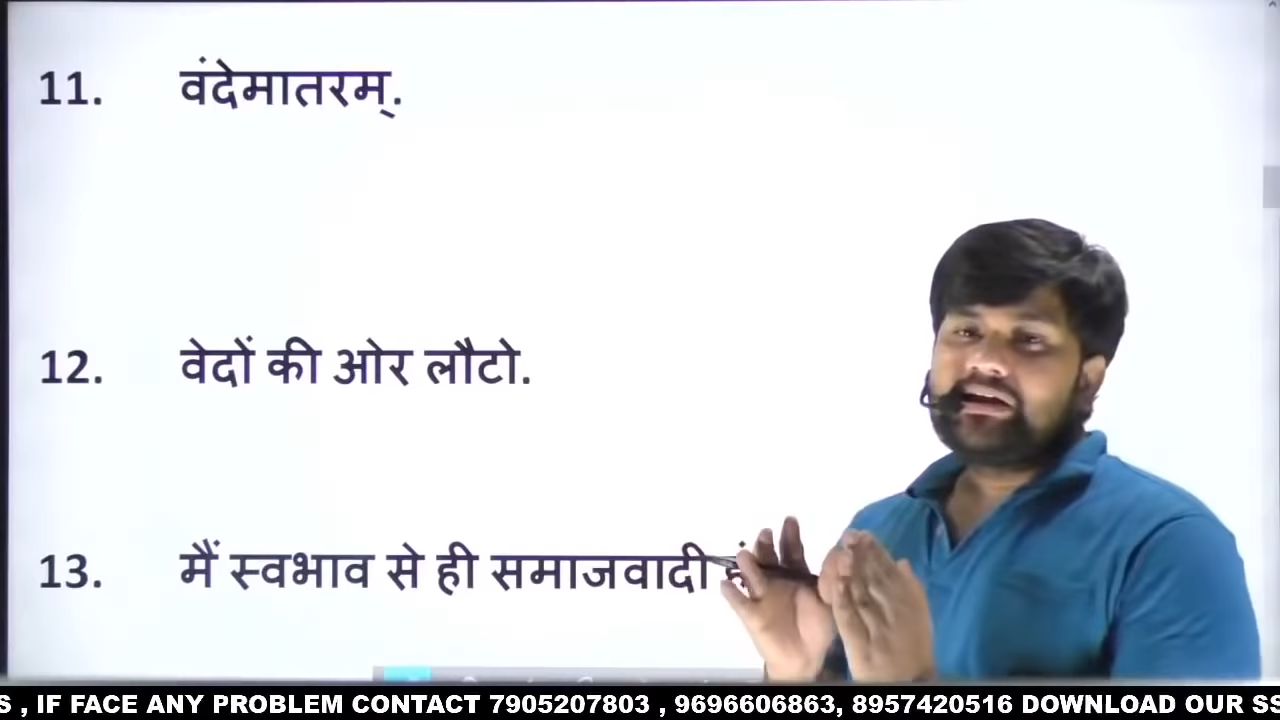 11. वंदेमातरम्.
12. वेदों की ओर लौटो.
13. मैं स्वभाव से ही समाजवादी
S , IF FACE ANY PROBLEM CONTACT 7905207803 , 9696606863, 8957420516 DOWNLOAD OUR SS